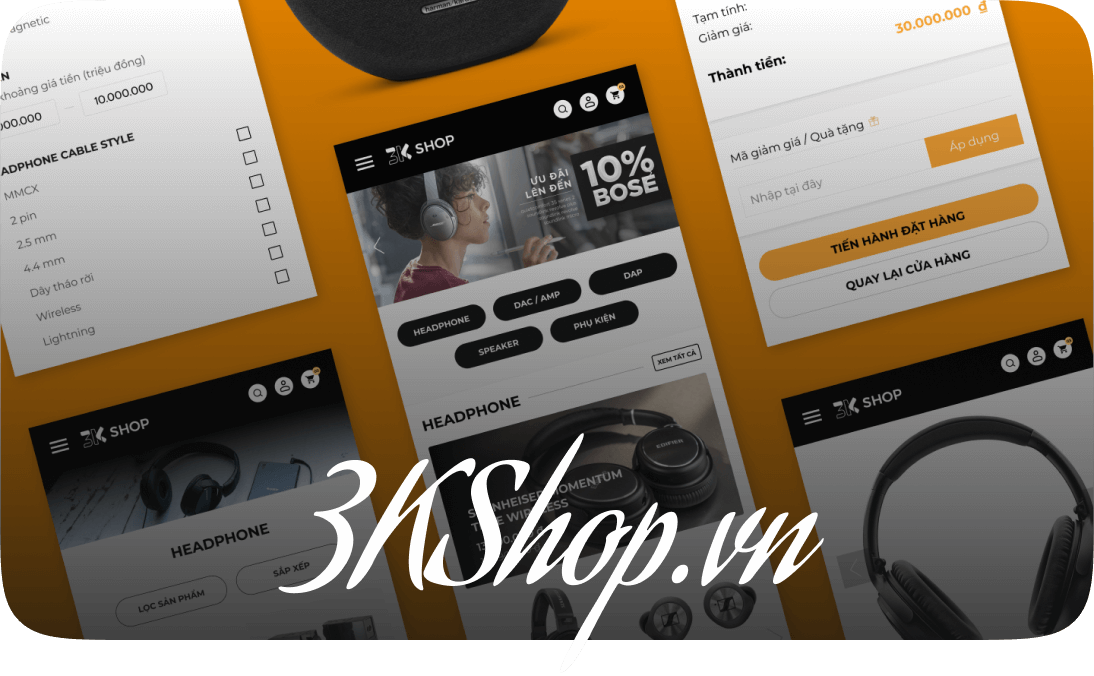 agnetic
khoảng giá tiền (triệu đồng)
10.000.000
ADPHONE CABLE STYLE
MMCX
2 pin
2.5 mm
4.4 mm
Dây tháo rời
Wireless
Lightning
harman/kardon
3K SHOP
ƯU ĐÃI
LÊN ĐẾN
10%
BOSE
HEADPHONE
DAC / AMP
DAP
SPEAKER
PHỤ KIỆN
XEM TẤT CẢ
HEADPHONE
EDIFIER
MOMENTUM
WIRELESS
Tạm tính:
30.000.000 ₫
Giảm giá:
Thành tiền:
Mã giảm giá / Quà tặng
Nhập tại đây
Áp dụng
TIẾN HÀNH ĐẶT HÀNG
QUAY LẠI CỬA HÀNG
3K SHOP
HEADPHONE
LỌC SẢN PHẨM
SẮP XẾP
3K SHOP
3KShop.vn